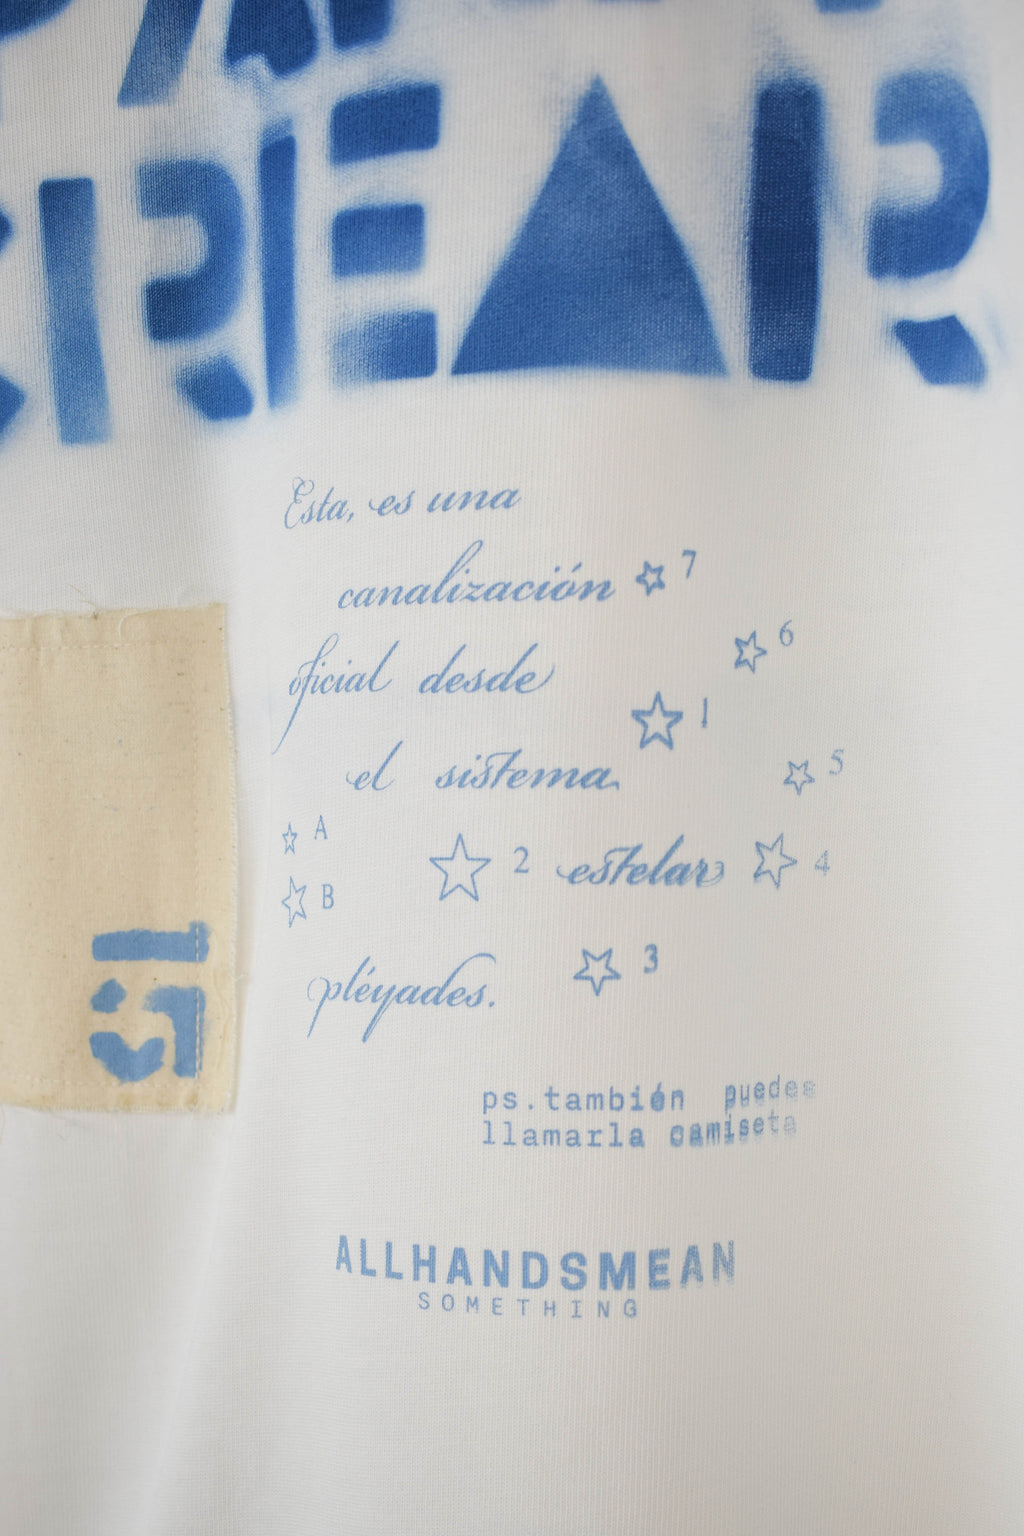 CREAR
Esta, es una
canalización 7
6
oficial desde
1
el sistema
5
A
2 estelar 4
B
3
pléyades.
15
ps.también puedes
llamarla camiseta
ALLHANDSMEAN
SOMETHING